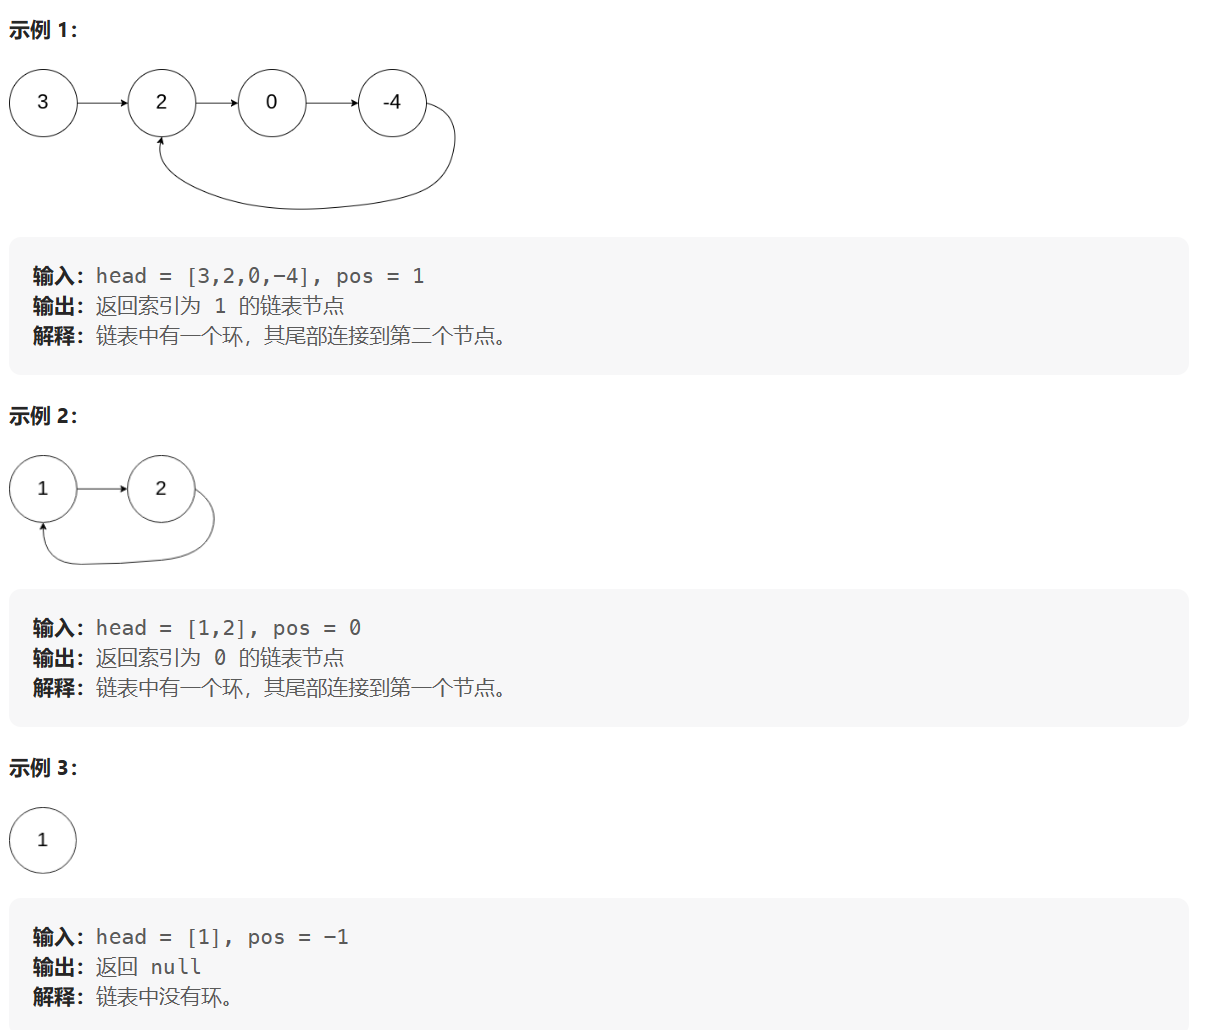 示例 1：
3 2 0 -4
输入：head = [3,2,0,-4], pos = 1
输出：返回索引为 1 的链表节点
解释：链表中有一个环，其尾部连接到第二个节点。
示例 2：
1 2
输入：head = [1,2], pos = 0
输出：返回索引为 0 的链表节点
解释：链表中有一个环，其尾部连接到第一个节点。
示例 3：
1
输入：head = [1], pos = -1
输出：返回 null
解释：链表中没有环。